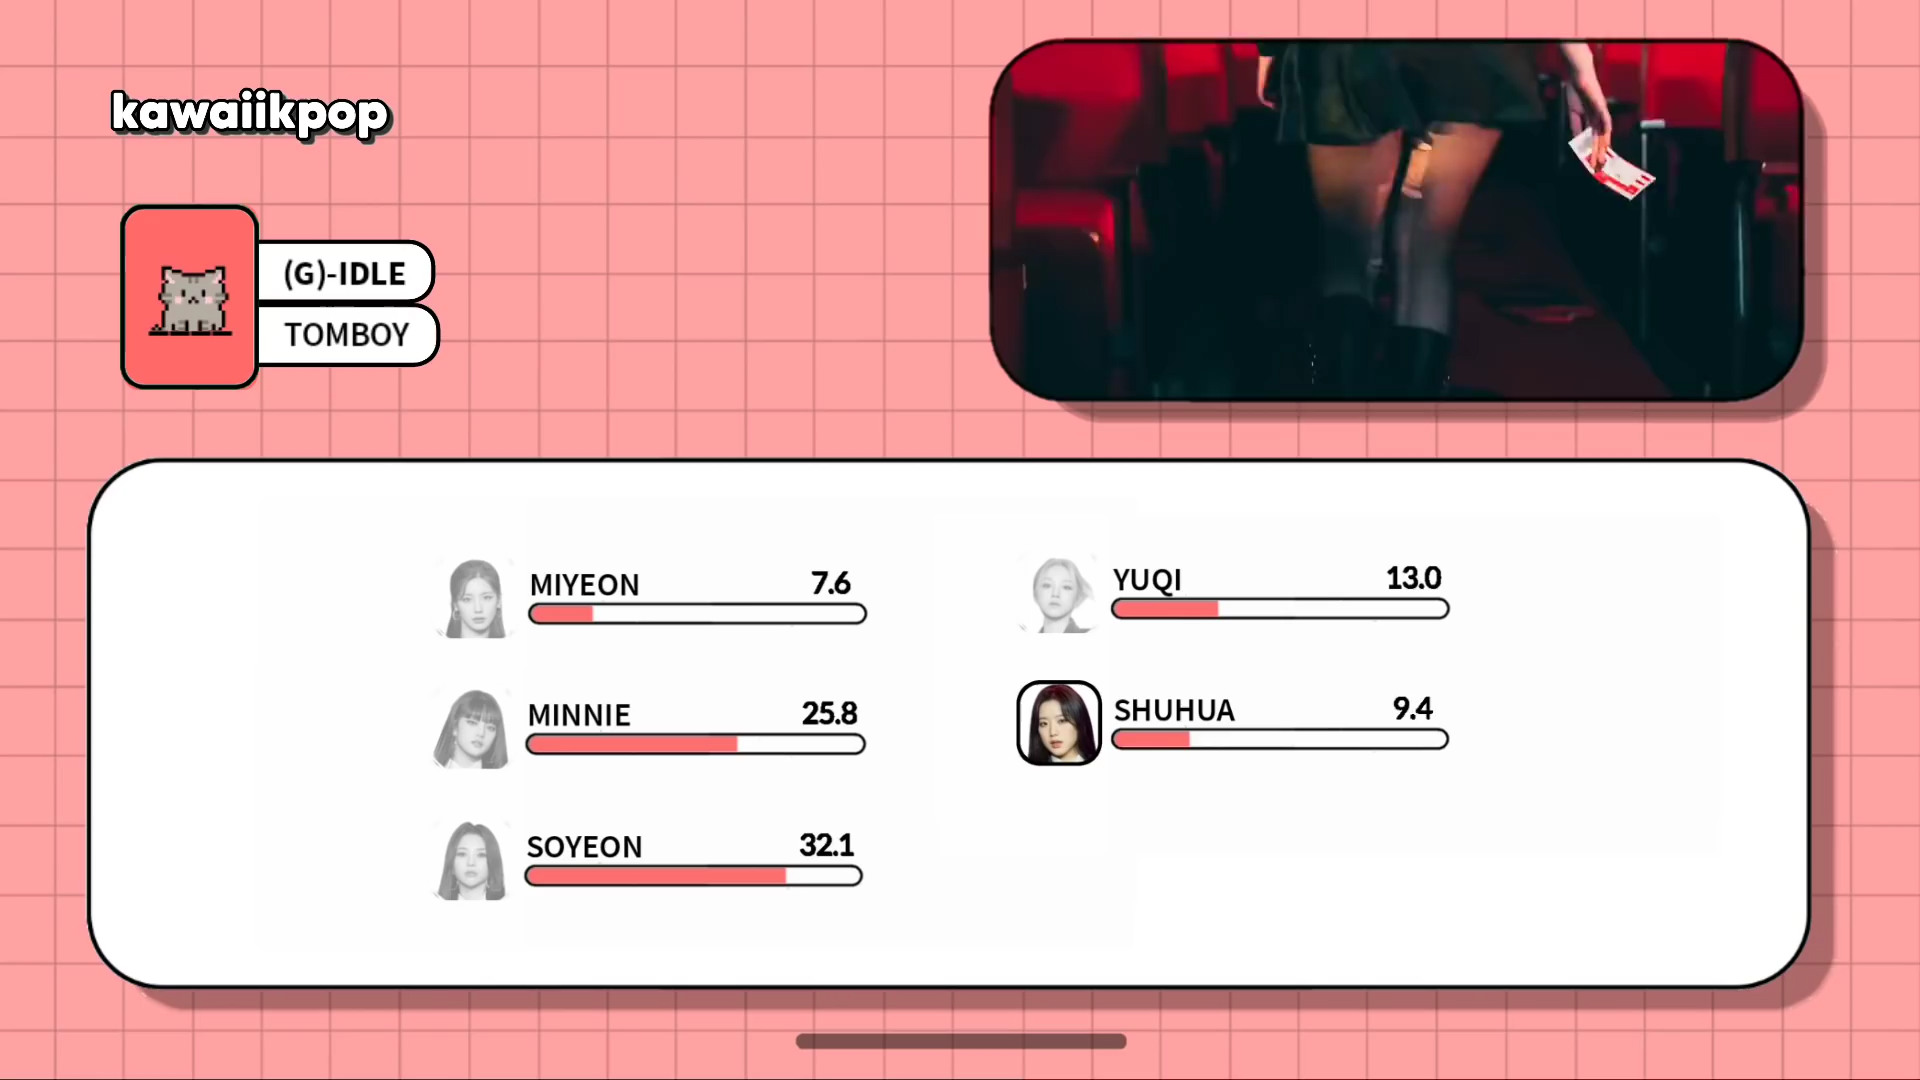 kawaiikpop
(G)-IDLE
TOMBOY
MIYEON 7.6
MINNIE 25.8
SOYEON 32.1
YUQI 13.0
SHUHUA 9.4